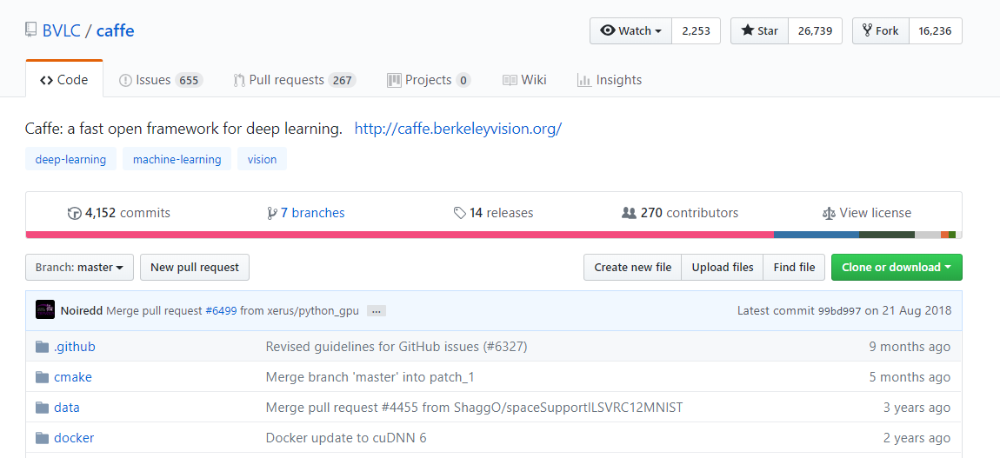 BVLC / caffe Watch 2,253 Star 26,739 Fork 16,236
Code Issues 655 Pull requests 267 Projects 0 Wiki Insights
Caffe: a fast open framework for deep learning. http://caffe.berkeleyvision.org/
deep-learning machine-learning vision
4,152 commits 7 branches 14 releases 270 contributors View license
Branch: master New pull request Create new file Upload files Find file Clone or download
Noiredd Merge pull request #6499 from xerus/python_gpu ... Latest commit 99bd997 on 21 Aug 2018
.github Revised guidelines for GitHub issues (#6327) 9 months ago
cmake Merge branch 'master' into patch_1 5 months ago
data Merge pull request #4455 from ShaggO/spaceSupportILSVRC12MNIST 3 years ago
docker Docker update to cuDNN 6 2 years ago